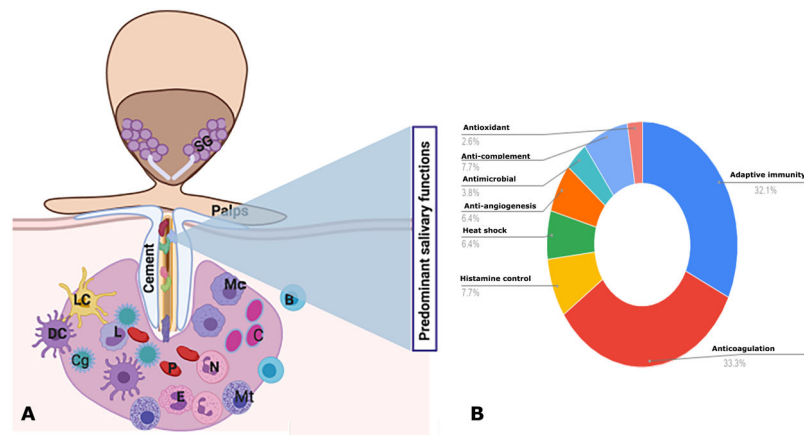 A
SG
Palps
Cement
LC
DC
L
Cg
P
E
N
Mc
B
C
Mt
Predominant salivary functions
B
Antioxidant
2.6%
Anti-complement
7.7%
Antimicrobial
3.8%
Anti-angiogenesis
6.4%
Heat shock
6.4%
Histamine control
7.7%
Adaptive immunity
32.1%
Anticoagulation
33.3%